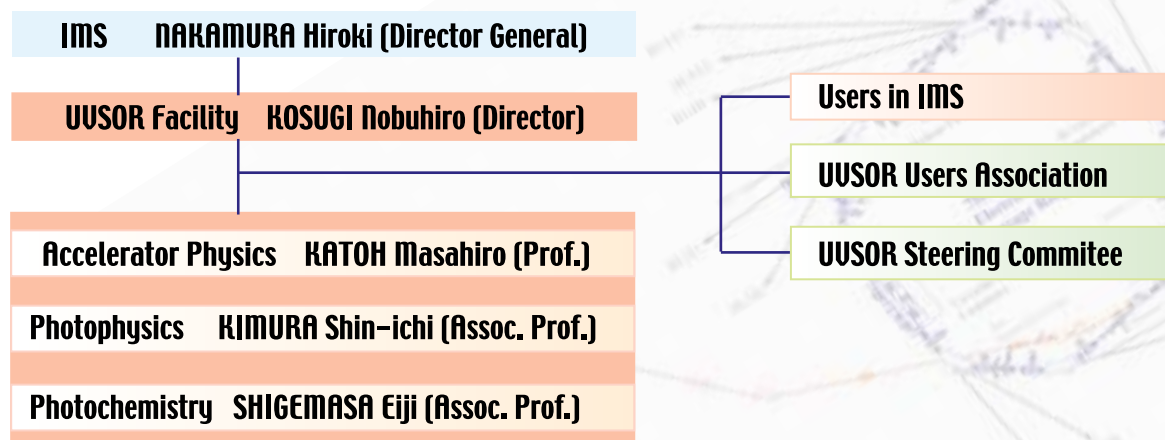 IMS NAKAMURA Hiroki (Director General)
UVSOR Facility KOSUGI Nobuhiro (Director)
Accelerator Physics KATOH Masahiro (Prof.)
Photophysics KIMURA Shin-ichi (Assoc. Prof.)
Photochemistry SHIGEMASA Eiji (Assoc. Prof.)
Users in IMS
UVSOR Users Association
UVSOR Steering Commitee